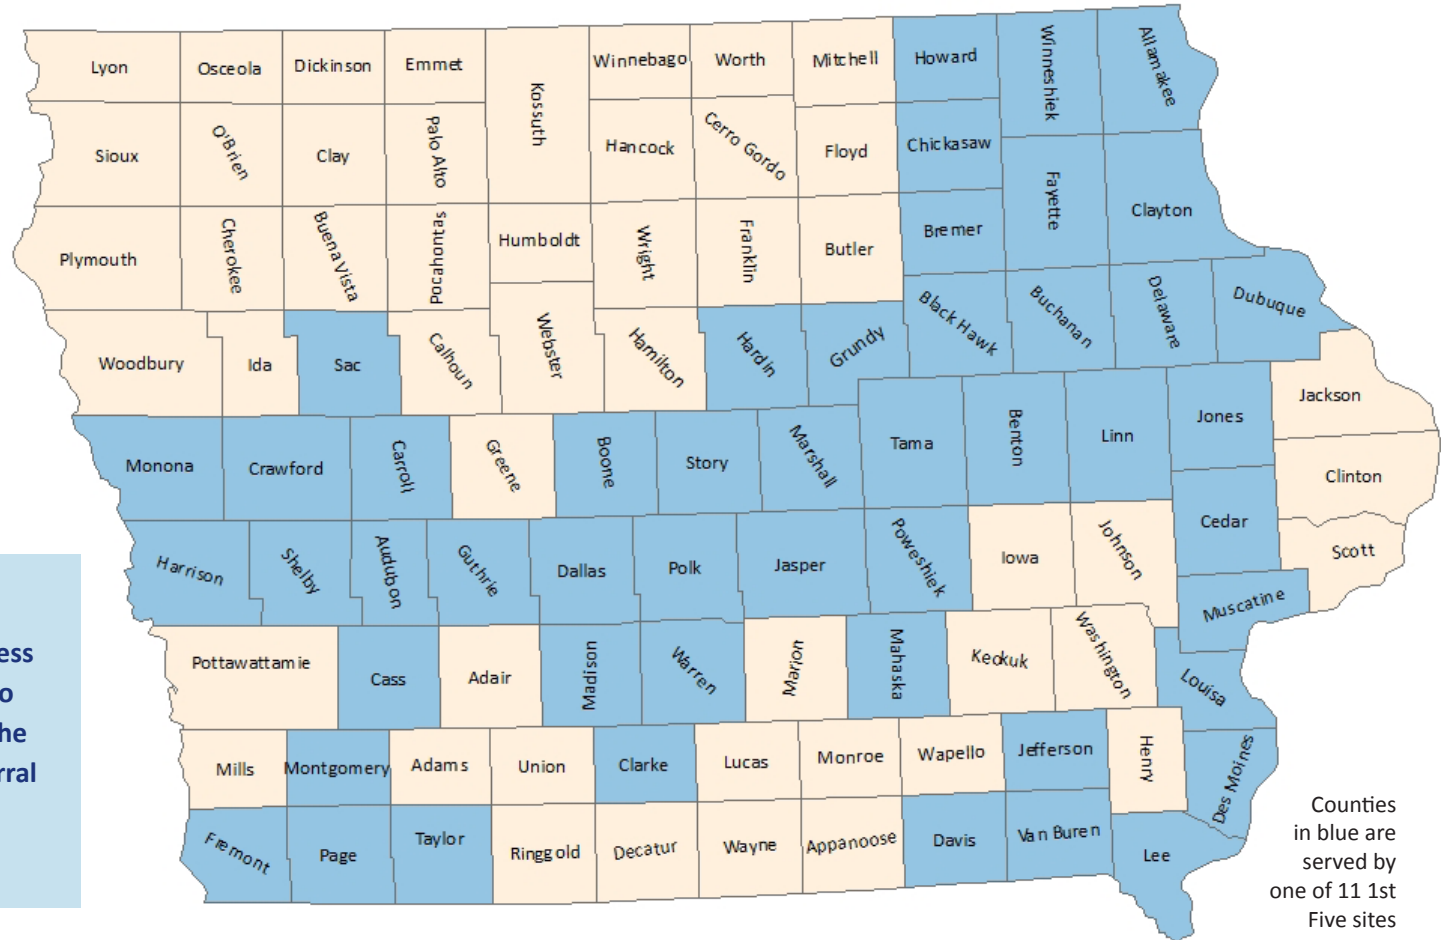 Lyon
Osceola
Dickinson
Emmet
Kossuth
Winnebago
Worth
Mitchell
Howard
Winneshiek
Allamakee
Sioux
O'Brien
Clay
Palo Alto
Hancock
Cerro Gordo
Floyd
Chickasaw
Fayette
Clayton
Plymouth
Cherokee
Buena Vista
Pocahontas
Humboldt
Wright
Franklin
Butler
Bremer
Black Hawk
Buchanan
Delaware
Dubuque
Woodbury
Ida
Sac
Calhoun
Webster
Hamilton
Hardin
Grundy
Jackson
Monona
Crawford
Carroll
Greene
Boone
Story
Marshall
Tama
Benton
Linn
Jones
Clinton
Harrison
Shelby
Audubon
Guthrie
Dallas
Polk
Jasper
Poweshiek
Iowa
Johnson
Cedar
Scott
Muscatine
Pottawattamie
Cass
Adair
Madison
Warren
Marion
Mahaska
Keokuk
Washington
Louisa
Mills
Montgomery
Adams
Union
Clarke
Lucas
Monroe
Wapello
Jefferson
Henry
Des Moines
Fremont
Page
Taylor
Ringgold
Decatur
Wayne
Appanoose
Davis
Van Buren
Lee
ess
o
he
rral
Counties
in blue are
served by
one of 11 1st
Five sites